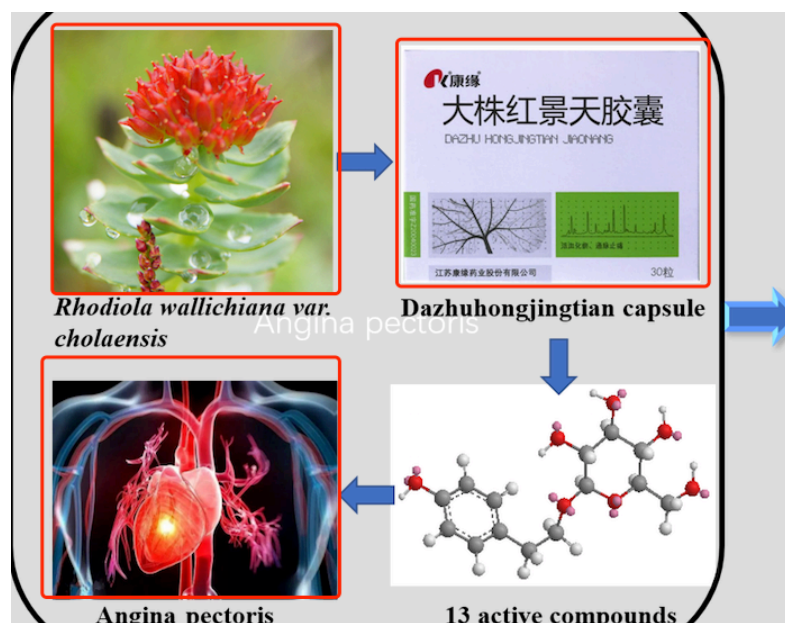 康缘
大株红景天胶囊
DAZHU HONGJINGTIAN JIAONANG
江苏康缘药业股份有限公司
30粒
Rhodiola wallichiana var.
cholaensis
Dazhuhongjingtian capsule
Angina pectoris
Angina pectoris
13 active compounds